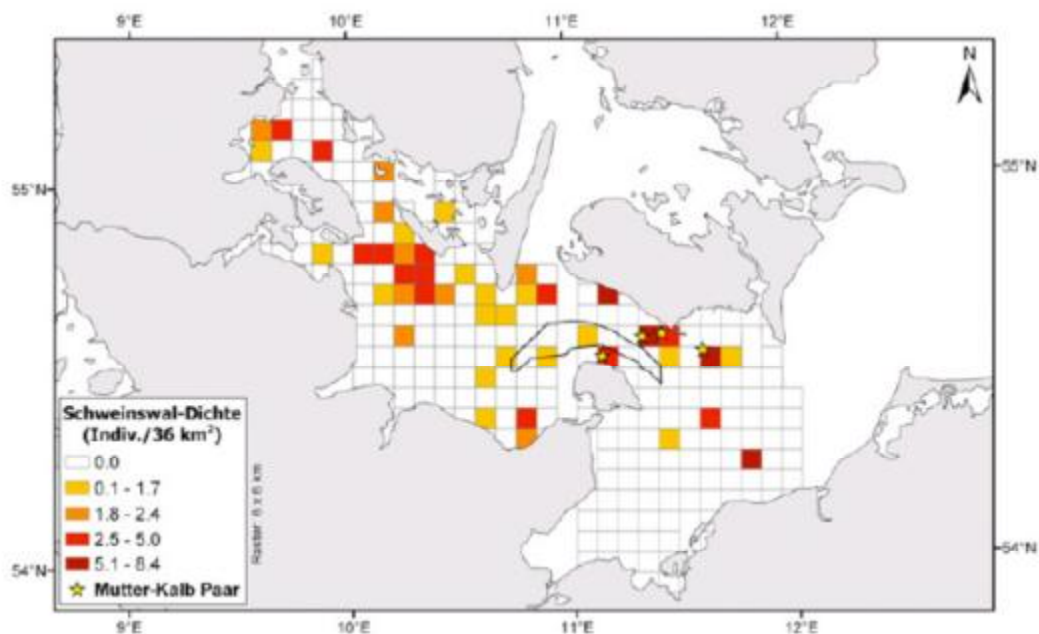 9°E 10°E 11°E 12°E
N
55°N 55°N
Schweinswal-Dichte
(Indiv./36 km²)
0.0
0.1 - 1.7
1.8 - 2.4
2.5 - 5.0
5.1 - 8.4
Mutter-Kalb Paar
Raster: 6 x 6 km
54°N 54°N
9°E 10°E 11°E 12°E